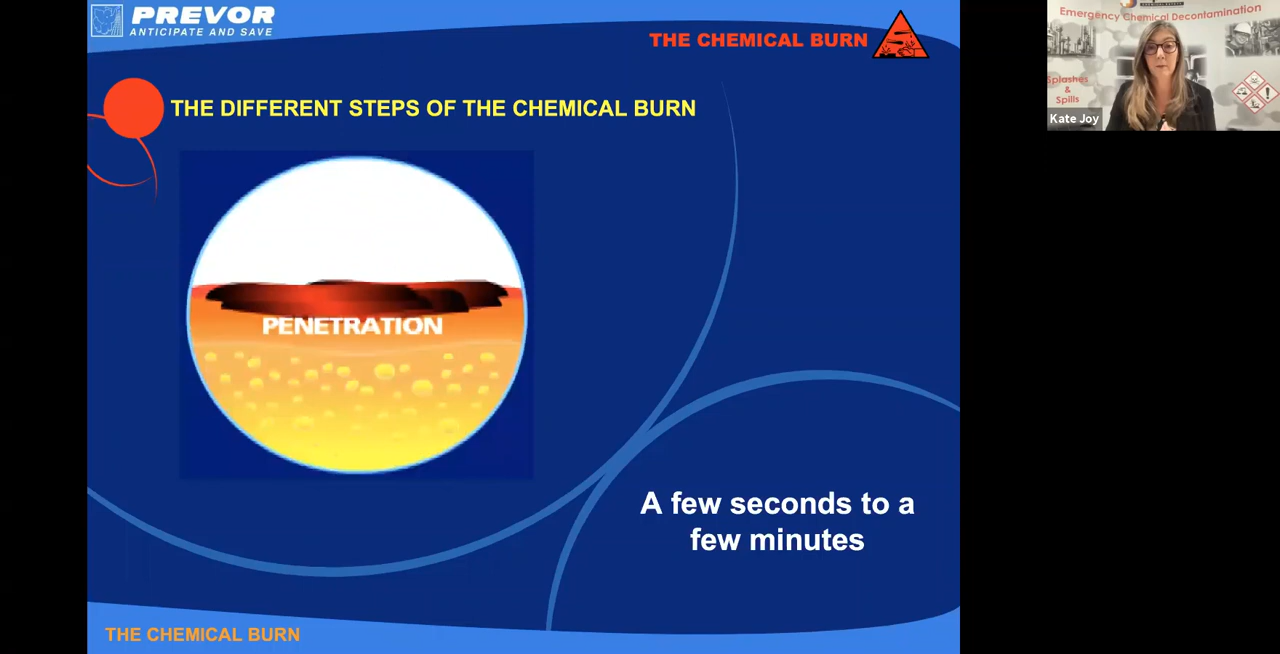 PREVOR
ANTICIPATE AND SAVE
THE CHEMICAL BURN
THE DIFFERENT STEPS OF THE CHEMICAL BURN
PENETRATION
A few seconds to a
few minutes
THE CHEMICAL BURN
Emergency Chemical Decontamination
Splashes
&
Spills
Kate Joy